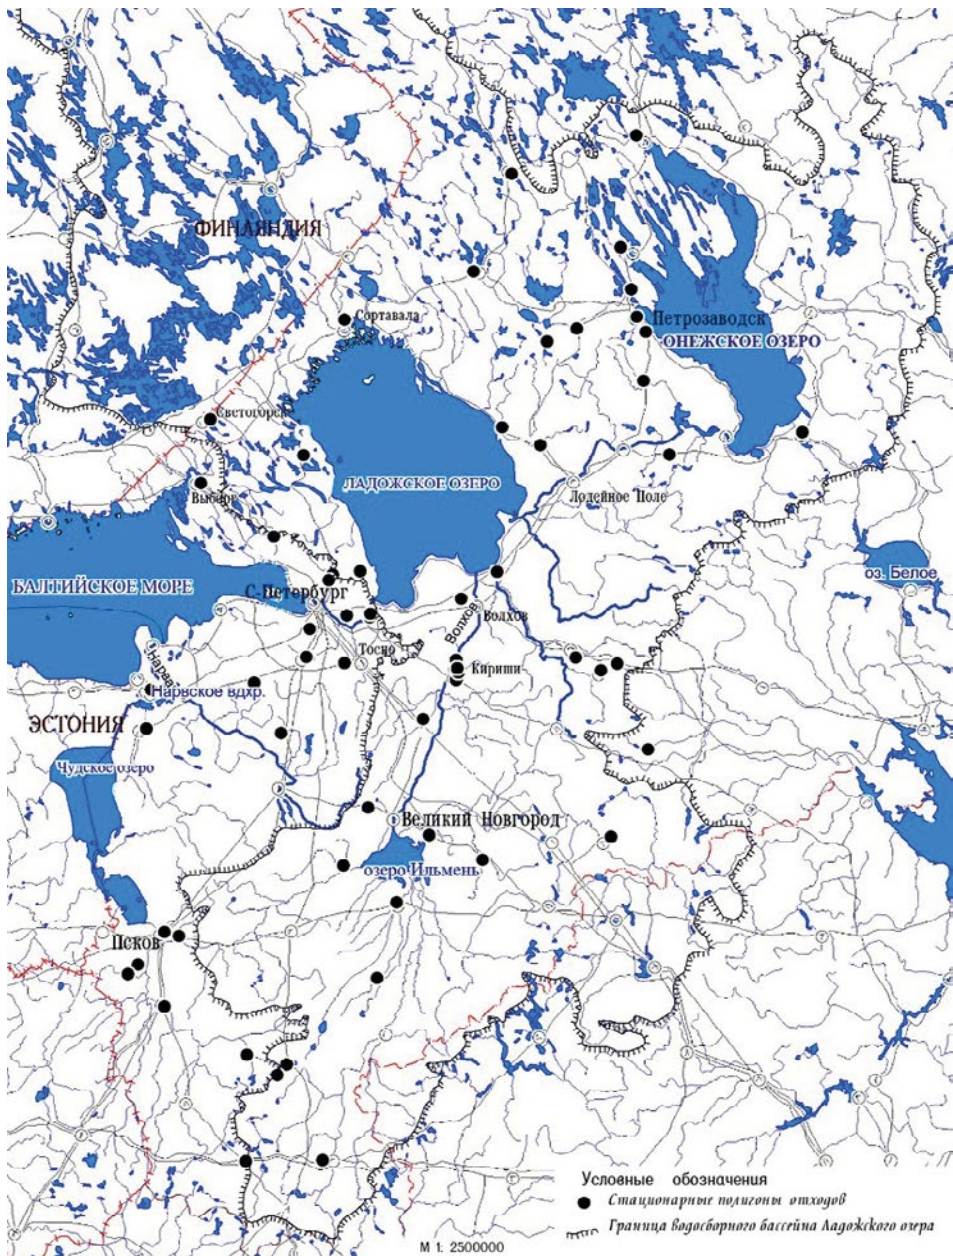 ФИНЛЯНДИЯ
Сортавала
Петрозаводск
ОНЕЖСКОЕ ОЗЕРО
Светогорск
Выборг
ЛАДОЖСКОЕ ОЗЕРО
Лодейное Поле
БАЛТИЙСКОЕ МОРЕ
С-Петербург
оз. Белое
Волхов
Волхов
Тосно
Кириши
Нарва
Нарвское вдхр.
ЭСТОНИЯ
Чудское озеро
Великий Новгород
озеро Ильмень
Псков
Условные обозначения
Стационарные полигоны отходов
Граница водосборного бассейна Ладожского озера
М 1: 2500000